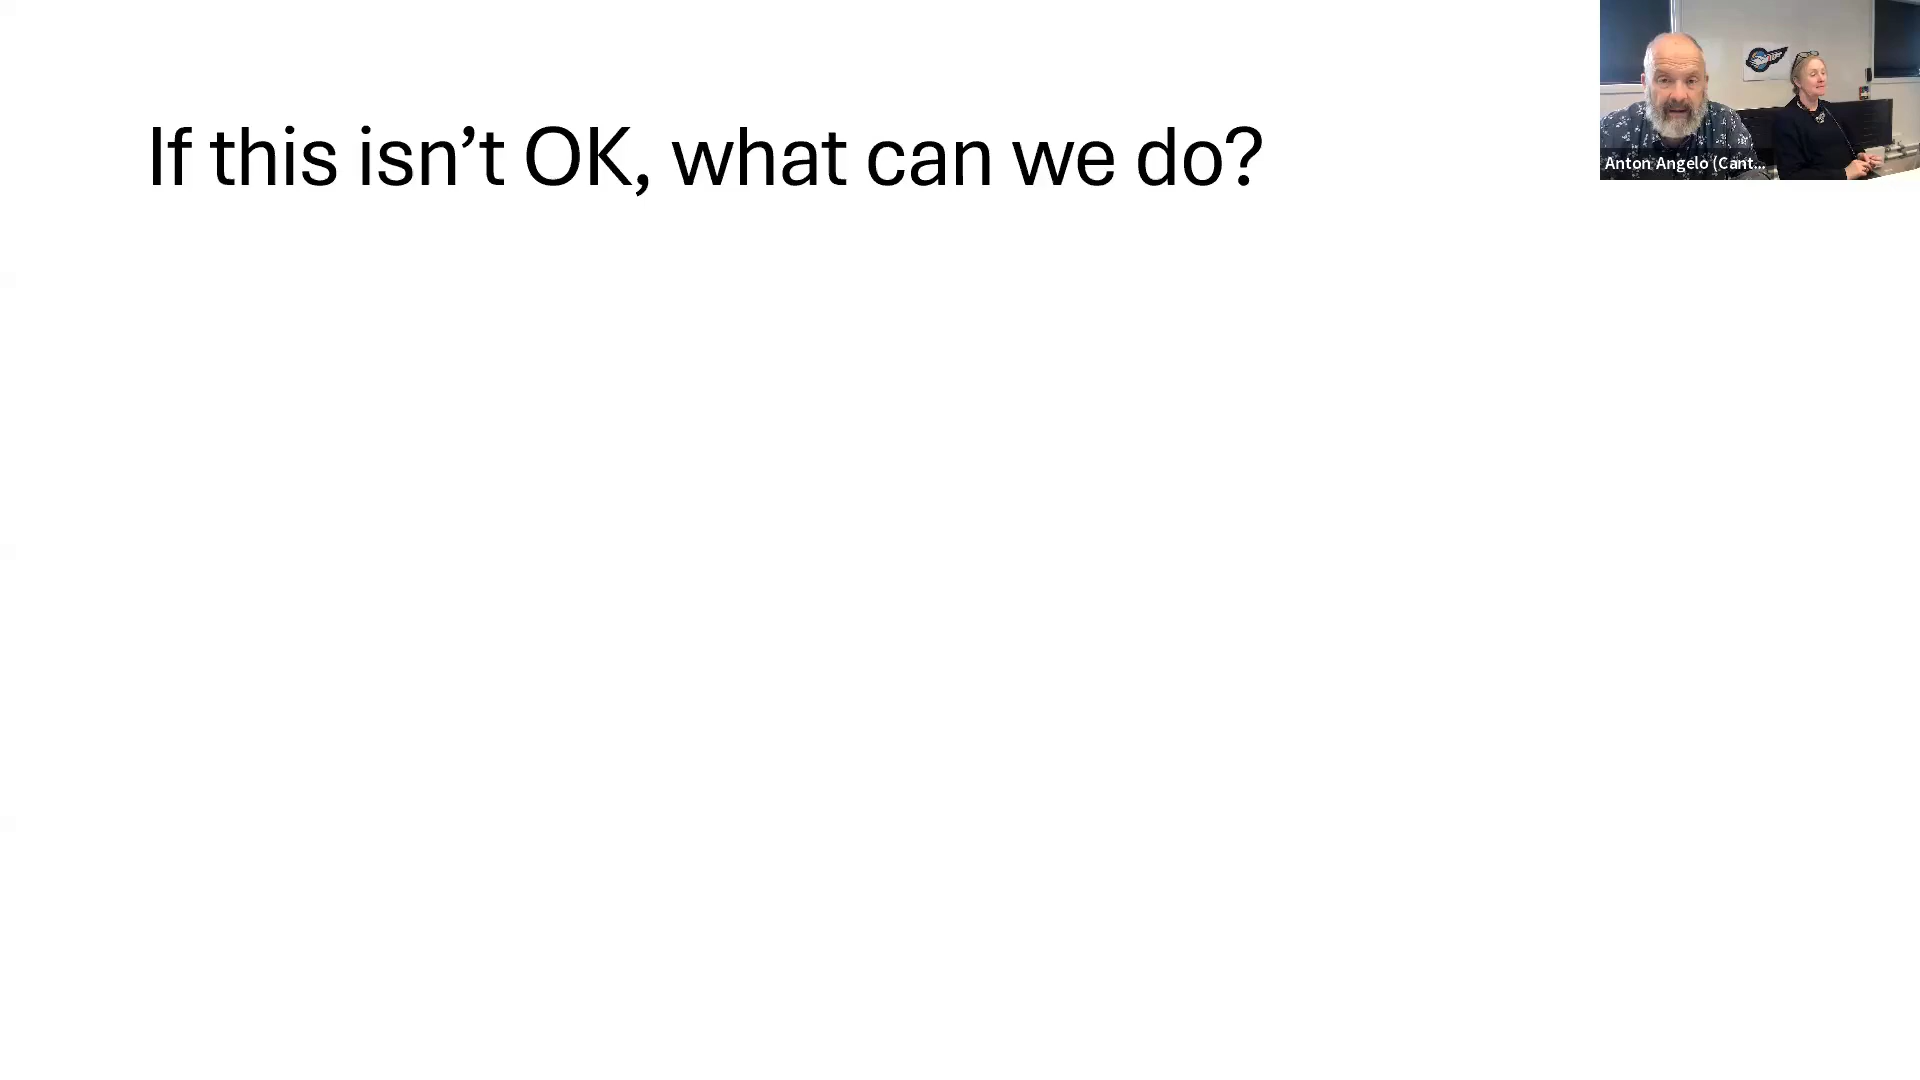 If this isn’t OK, what can we do?
Anton Angelo (Cant...